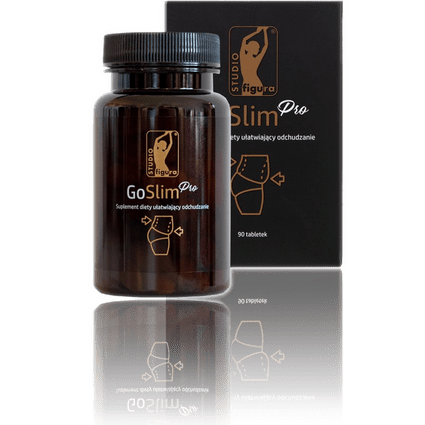 STUDIO
figura
®
GoSlim Pro
Suplement diety ułatwiający odchudzanie
STUDIO
figura
®
Slim Pro
diety ułatwiający odchudzanie
90 tabletek